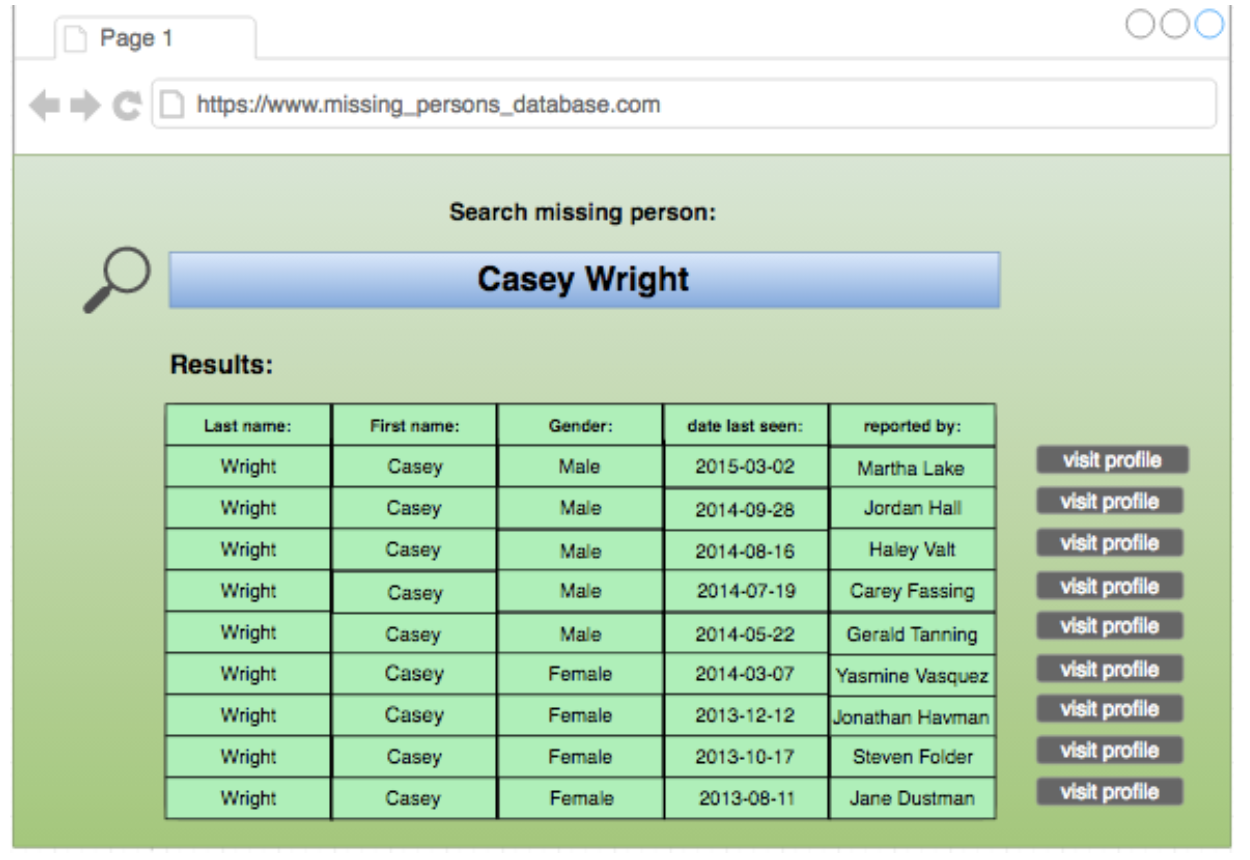 Page 1
https://www.missing_persons_database.com
Search missing person:
Casey Wright
Results:
Last name: First name: Gender: date last seen: reported by:
Wright Casey Male 2015-03-02 Martha Lake visit profile
Wright Casey Male 2014-09-28 Jordan Hall visit profile
Wright Casey Male 2014-08-16 Haley Valt visit profile
Wright Casey Male 2014-07-19 Carey Fassing visit profile
Wright Casey Male 2014-05-22 Gerald Tanning visit profile
Wright Casey Female 2014-03-07 Yasmine Vasquez visit profile
Wright Casey Female 2013-12-12 Jonathan Havman visit profile
Wright Casey Female 2013-10-17 Steven Folder visit profile
Wright Casey Female 2013-08-11 Jane Dustman visit profile